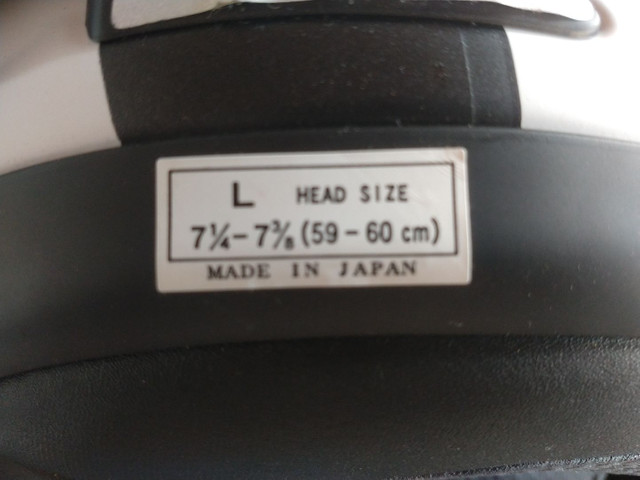 L HEAD SIZE
7¼-7⅜ (59-60 cm)
MADE IN JAPAN